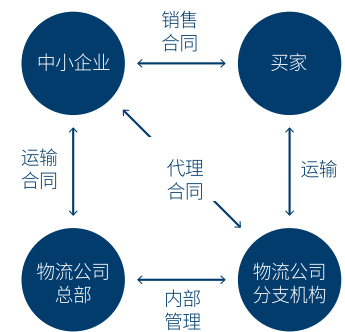 销售
合同
中小企业
买家
运输
合同
代理
合同
运输
物流公司
总部
物流公司
分支机构
内部
管理